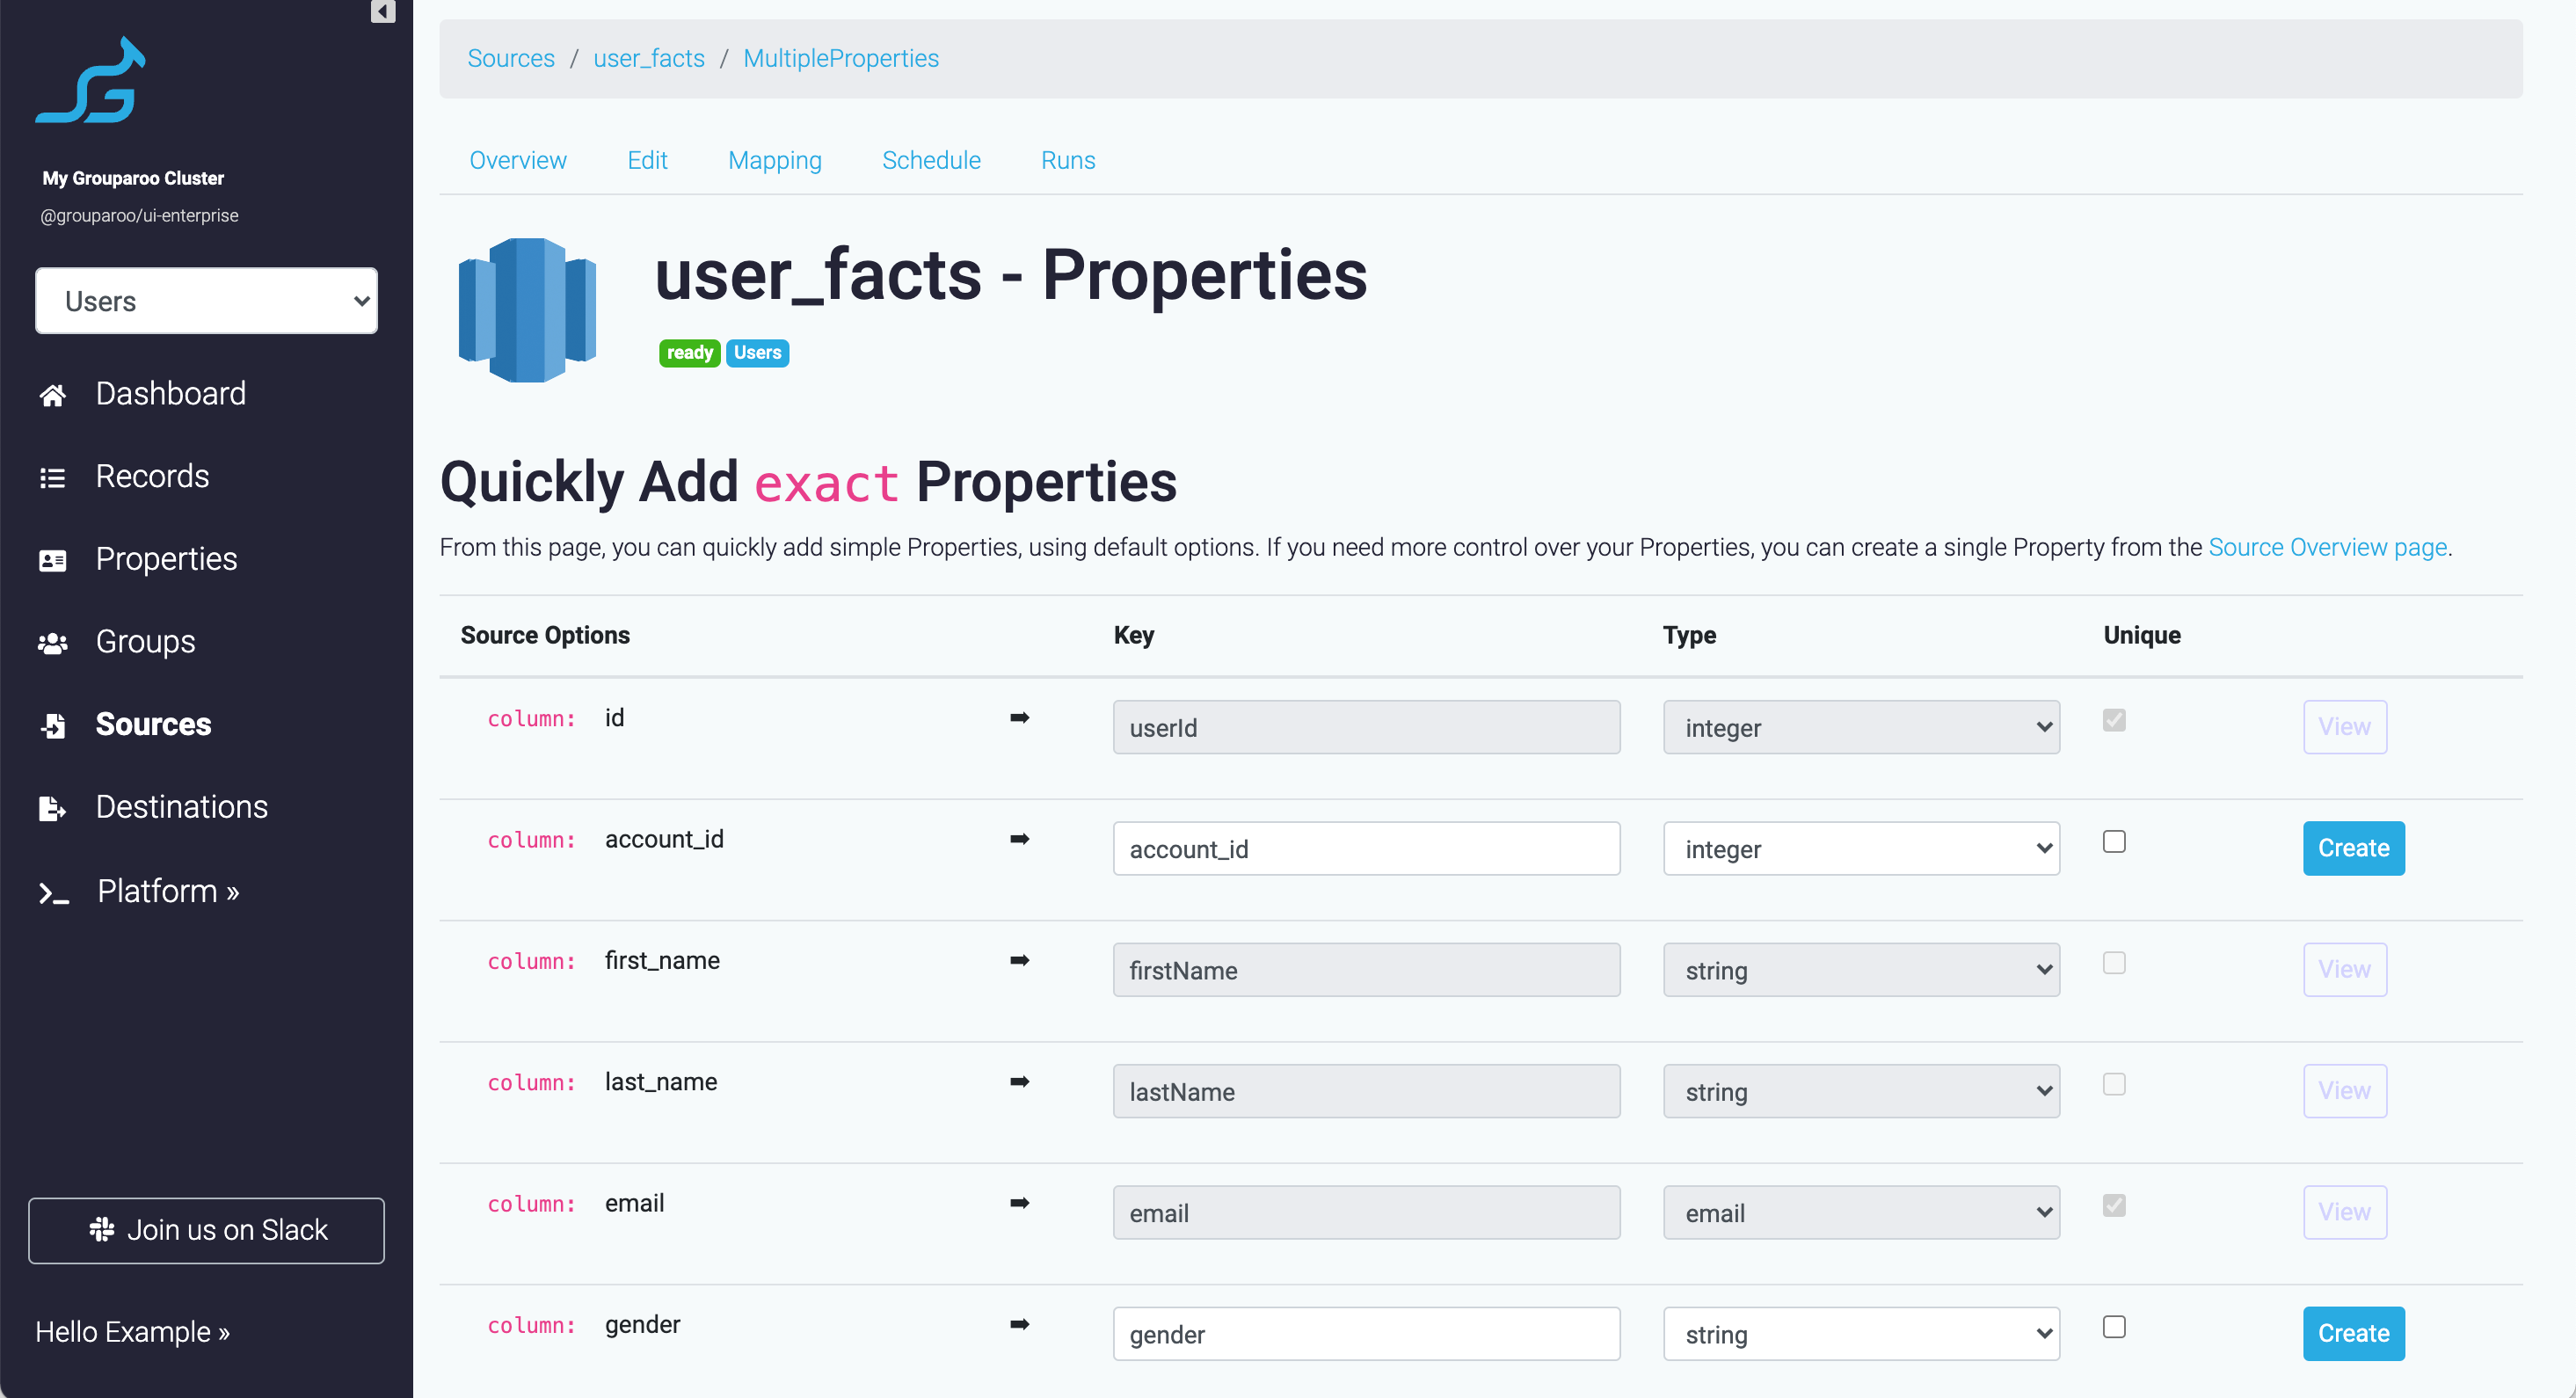 My Grouparoo Cluster
@grouparoo/ui-enterprise
Users
Dashboard
Records
Properties
Groups
Sources
Destinations
Platform »
Join us on Slack
Hello Example »
Sources / user_facts / MultipleProperties
Overview Edit Mapping Schedule Runs
user_facts - Properties
ready Users
Quickly Add exact Properties
From this page, you can quickly add simple Properties, using default options. If you need more control over your Properties, you can create a single Property from the Source Overview page.
Source Options Key Type Unique
column: id ➡ userId integer View
column: account_id ➡ account_id integer Create
column: first_name ➡ firstName string View
column: last_name ➡ lastName string View
column: email ➡ email email View
column: gender ➡ gender string Create